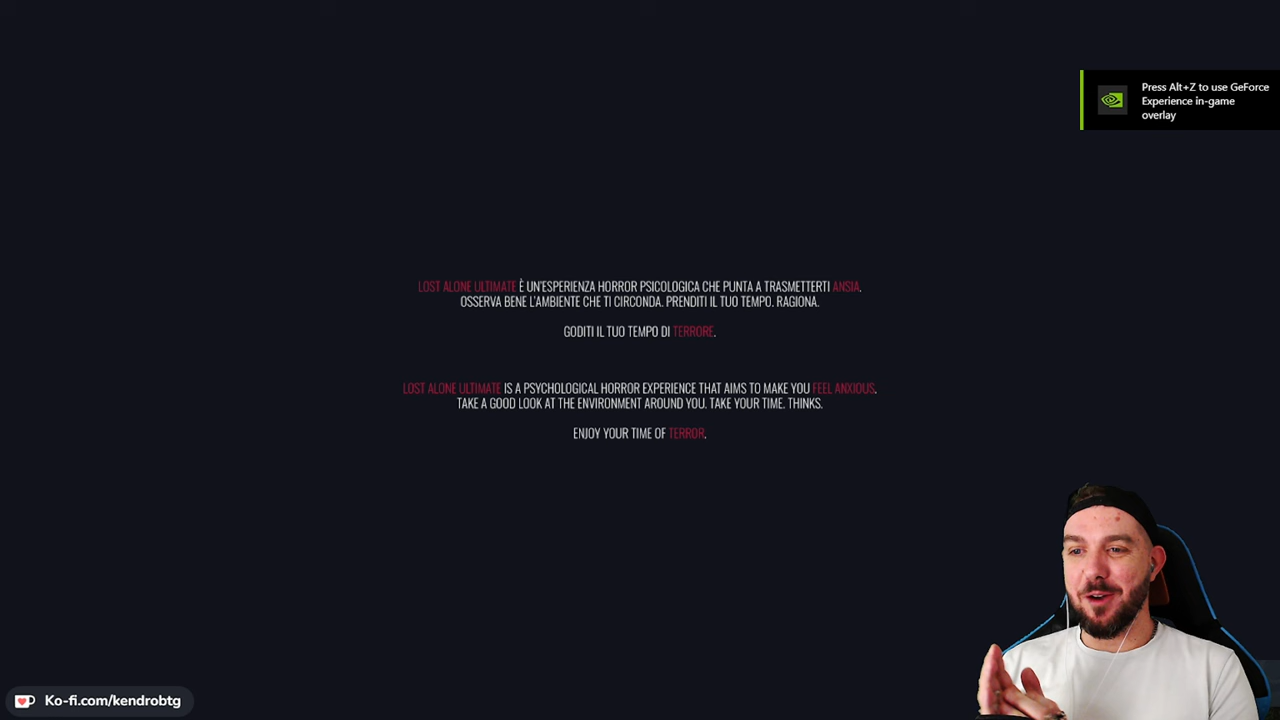 Press Alt+Z to use GeForce
Experience in-game
overlay
LOST ALONE ULTIMATE È UN'ESPERIENZA HORROR PSICOLOGICA CHE PUNTA A TRASMETTERTI ANSIA.
OSSERVA BENE L'AMBIENTE CHE TI CIRCONDA. PRENDITI IL TUO TEMPO. RAGIONA.
GODITI IL TUO TEMPO DI TERRORE.
LOST ALONE ULTIMATE IS A PSYCHOLOGICAL HORROR EXPERIENCE THAT AIMS TO MAKE YOU FEEL ANXIOUS.
TAKE A GOOD LOOK AT THE ENVIRONMENT AROUND YOU. TAKE YOUR TIME. THINKS.
ENJOY YOUR TIME OF TERROR.
Ko-fi.com/kendrobtg